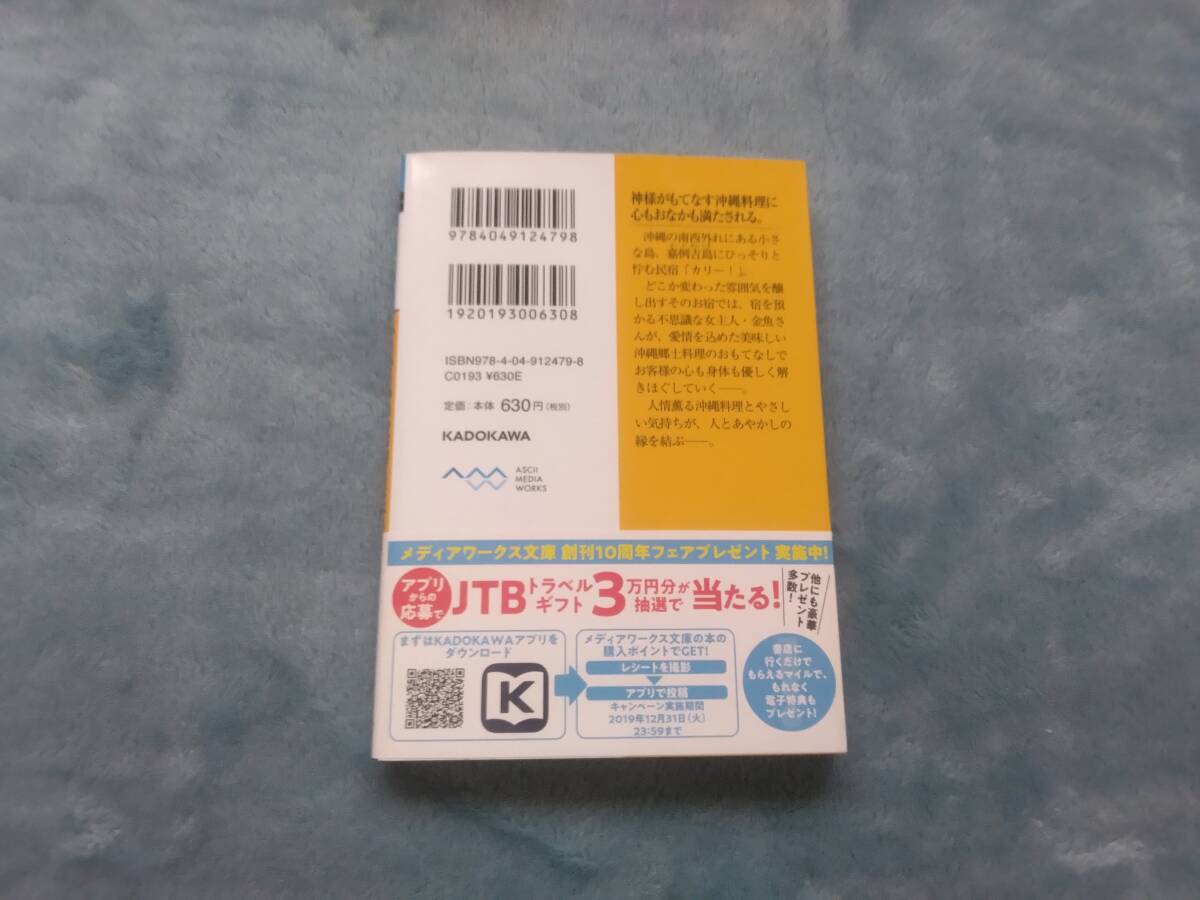 9784049124798
1920193006308
ISBN978-4-04-912479-8
C0193 ¥630E
定価:本体 630円(税別)
KADOKAWA
ASCII
MEDIA
WORKS
神様がもてなす沖縄料理に
心もおなかも満たされる。
沖縄の南西外れにある小さ
な島、嘉例吉島にひっそりと
佇む民宿「カリー!」。
どこか変わった雰囲気を醸
し出すそのお宿では、宿を預
かる不思議な女主人・金魚さ
んが、愛情を込めた美味しい
沖縄郷土料理のおもてなしで
お客様の心も身体も優しく解
きほぐしていく――。
人情薫る沖縄料理とやさし
い気持ちが、人とあやかしの
縁を結ぶ――。
メディアワークス文庫 創刊10周年フェアプレゼント 実施中!
アプリ
からの
応募で
JTBトラベル
ギフト
3万円分が
抽選で
当たる!
他にも豪華
プレゼント
多数!
まずはKADOKAWAアプリを
ダウンロード
K
メディアワークス文庫の本の
購入ポイントでGET!
レシートを撮影
アプリで投稿
キャンペーン実施期間
2019年12月31日(火)
23:59まで
書店に
行くだけで
もらえるマイルで、
もれなく
電子特典も
プレゼント!